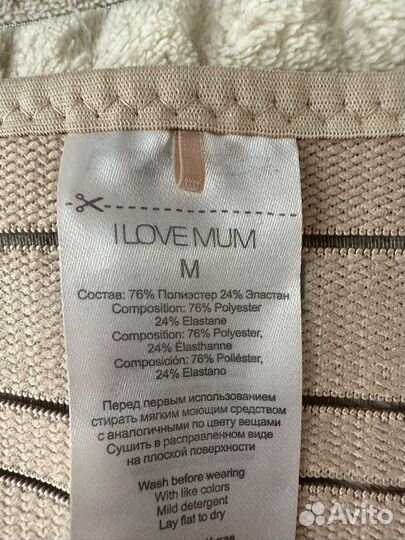 I LOVE MUM
M
Состав: 76% Полиэстер 24% Эластан
Composition: 76% Polyester
24% Elastane
Composition: 76% Polyester,
24% Elasthanne
Composición: 76% Poliéster,
24% Elastano
Перед первым использованием
стирать мягким моющим средством
с аналогичными по цвету вещами
Сушить в расправленном виде
на плоской поверхности
Wash before wearing
With like colors
Mild detergent
Lay flat to dry
Avito